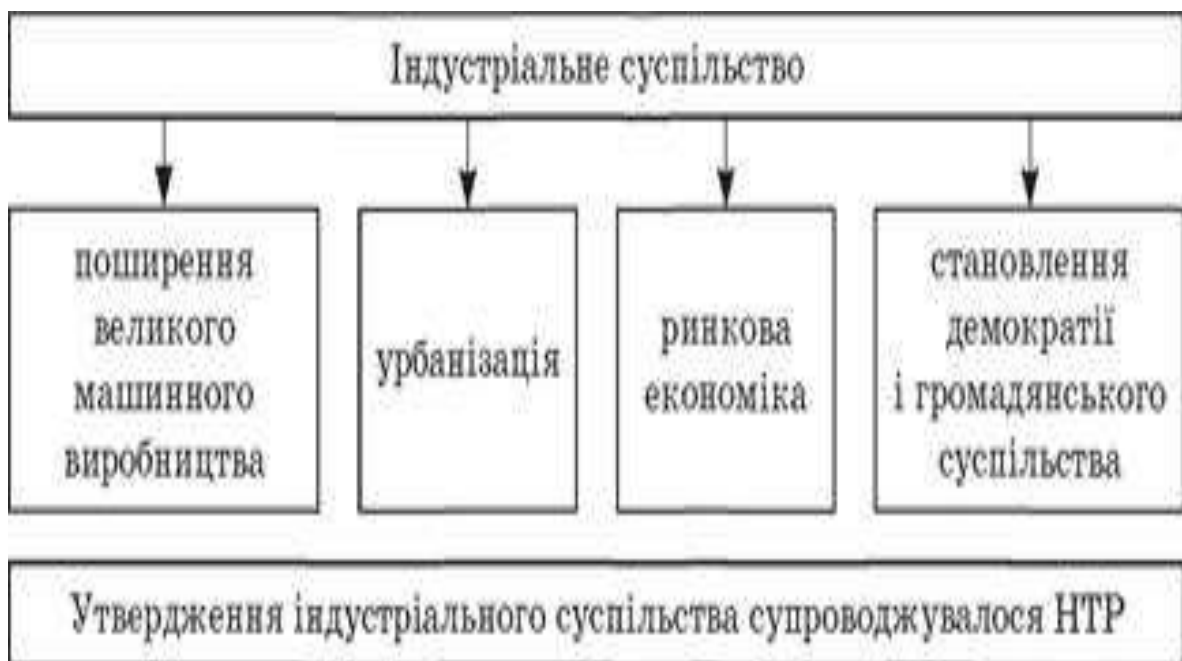 Індустріальне суспільство
поширення
великого
машинного
виробництва
урбанізація
ринкова
економіка
становлення
демократії
і громадянського
суспільства
Утвердження індустріального суспільства супроводжувалося НТР